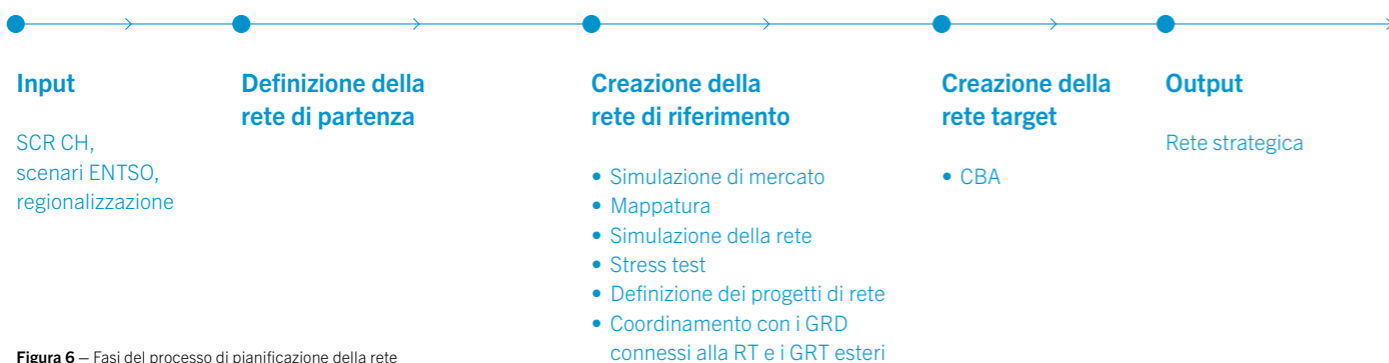 Input
SCR CH,
scenari ENTSO,
regionalizzazione
Definizione della
rete di partenza
Creazione della
rete di riferimento
• Simulazione di mercato
• Mappatura
• Simulazione della rete
• Stress test
• Definizione dei progetti di rete
• Coordinamento con i GRD
connessi alla RT e i GRT esteri
Creazione della
rete target
• CBA
Output
Rete strategica
Figura 6 – Fasi del processo di pianificazione della rete